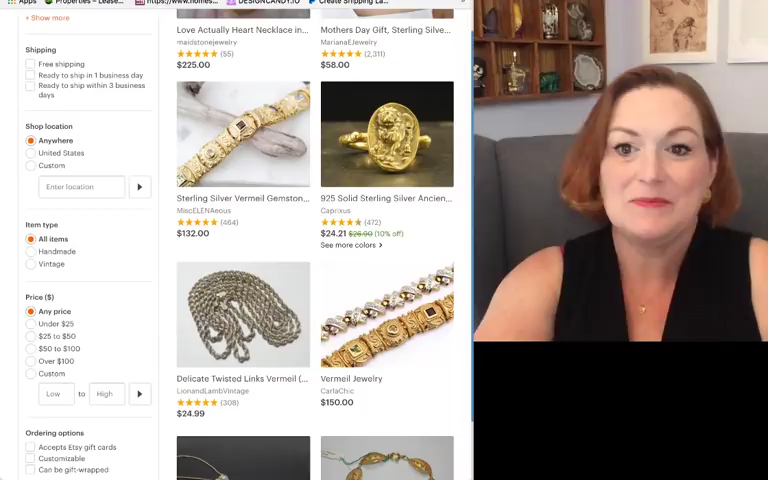 Apps
Properties – Lease...
https://www.homes...
DESIGNCANDY.IO
Create Shipping La...
»
+ Show more
Shipping
Free shipping
Ready to ship in 1 business day
Ready to ship within 3 business
days
Shop location
Anywhere
United States
Custom
Enter location
Item type
All items
Handmade
Vintage
Price ($)
Any price
Under $25
$25 to $50
$50 to $100
Over $100
Custom
Low to High
Ordering options
Accepts Etsy gift cards
Customizable
Can be gift-wrapped
Love Actually Heart Necklace in...
maidstonejewelry
(55)
$225.00
Mothers Day Gift, Sterling Silve...
MarianaEJewelry
(2,311)
$58.00
Sterling Silver Vermeil Gemston...
MiscELENAeous
(464)
$132.00
925 Solid Sterling Silver Ancien...
Caprixus
(472)
$24.21 $26.90 (10% off)
See more colors >
Delicate Twisted Links Vermeil (...
LionandLambVintage
(308)
$24.99
Vermeil Jewelry
CarlaChic
$150.00